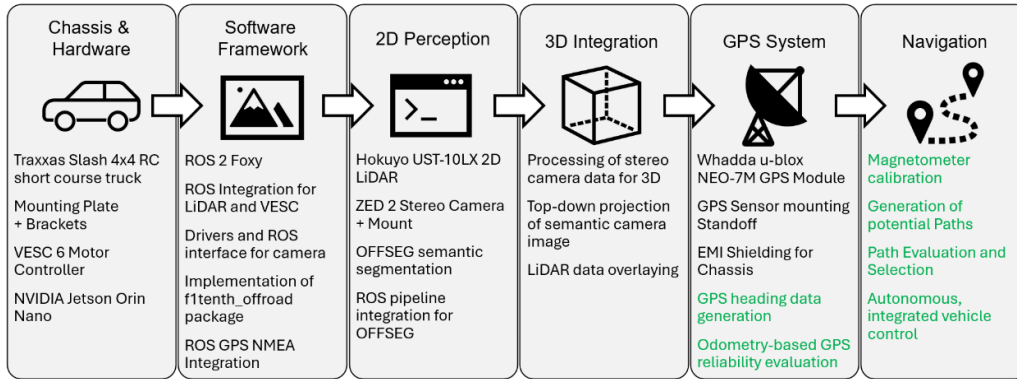 Chassis &
Hardware
Traxxas Slash 4x4 RC
short course truck
Mounting Plate
+ Brackets
VESC 6 Motor
Controller
NVIDIA Jetson Orin
Nano
Software
Framework
ROS 2 Foxy
ROS Integration for
LiDAR and VESC
Drivers and ROS
interface for camera
Implementation of
f1tenth_offroad
package
ROS GPS NMEA
Integration
2D Perception
>_
Hokuyo UST-10LX 2D
LiDAR
ZED 2 Stereo Camera
+ Mount
OFFSEG semantic
segmentation
ROS pipeline
integration for
OFFSEG
3D Integration
Processing of stereo
camera data for 3D
Top-down projection
of semantic camera
image
LiDAR data overlaying
GPS System
Whadda u-blox
NEO-7M GPS Module
GPS Sensor mounting
Standoff
EMI Shielding for
Chassis
GPS heading data
generation
Odometry-based GPS
reliability evaluation
Navigation
Magnetometer
calibration
Generation of
potential Paths
Path Evaluation and
Selection
Autonomous,
integrated vehicle
control